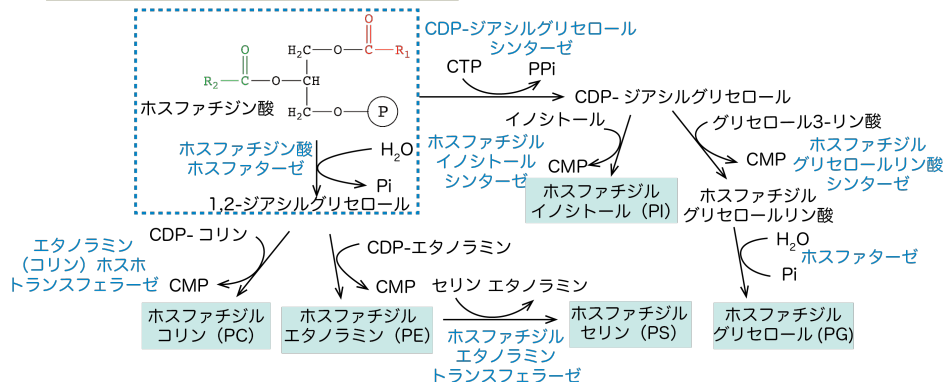 O
H₂C—O—C—R₁
O
R₂—C—O—CH
H₂C—O—P
ホスファチジン酸
ホスファチジン酸
ホスファターゼ
H₂O
Pi
1,2-ジアシルグリセロール
CDP-ジアシルグリセロール
シンターゼ
CTP
PPi
CDP- ジアシルグリセロール
イノシトール
ホスファチジル
イノシトール
シンターゼ
CMP
ホスファチジル
イノシトール（PI）
グリセロール3-リン酸
CMP
ホスファチジル
グリセロールリン酸
シンターゼ
ホスファチジル
グリセロールリン酸
H₂O
Pi
ホスファターゼ
ホスファチジル
グリセロール(PG)
CDP- コリン
エタノラミン
（コリン）ホスホ
トランスフェラーゼ
CMP
ホスファチジル
コリン（PC）
CDP-エタノラミン
CMP
ホスファチジル
エタノラミン（PE）
セリン エタノラミン
ホスファチジル
エタノラミン
トランスフェラーゼ
ホスファチジル
セリン（PS）